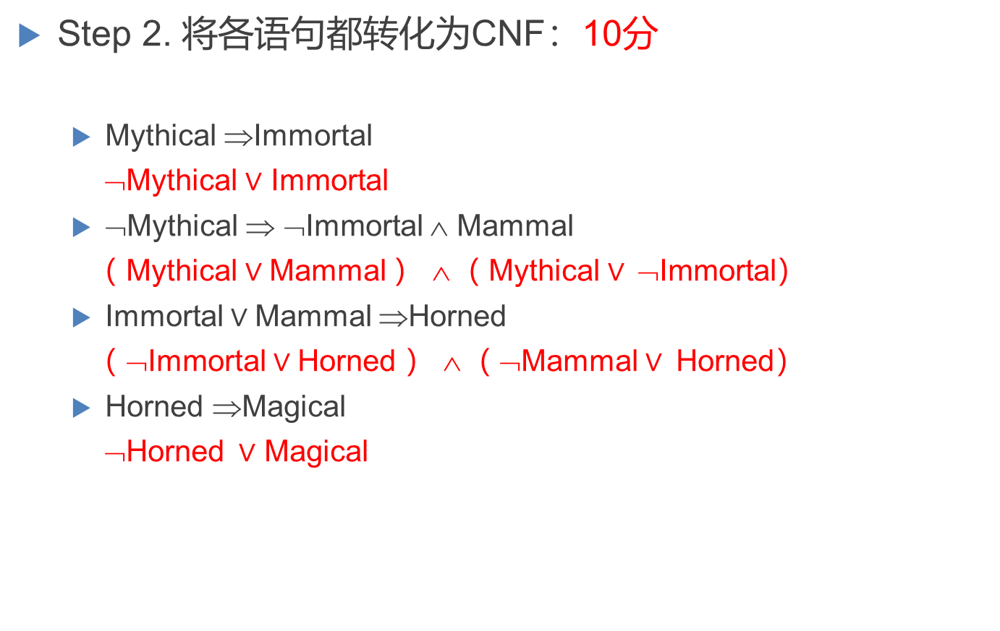 Step 2. 将各语句都转化为CNF：10分
Mythical ⇒Immortal
¬Mythical ∨ Immortal
¬Mythical ⇒ ¬Immortal ∧ Mammal
（ Mythical ∨ Mammal ） ∧ （ Mythical ∨ ¬Immortal）
Immortal ∨ Mammal ⇒Horned
（ ¬Immortal ∨ Horned ） ∧ （ ¬Mammal ∨ Horned）
Horned ⇒Magical
¬Horned ∨ Magical